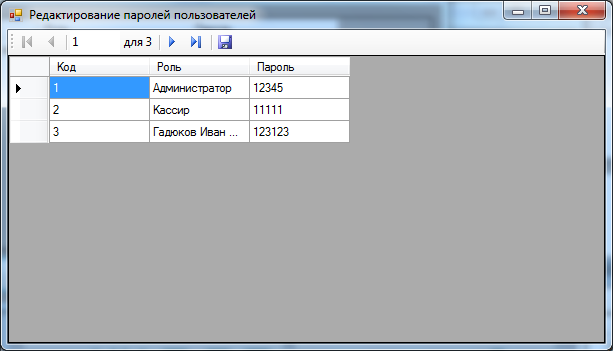 Редактирование паролей пользователей
1 для 3
Код Роль Пароль
1 Администратор 12345
2 Кассир 11111
3 Гадюков Иван ... 123123